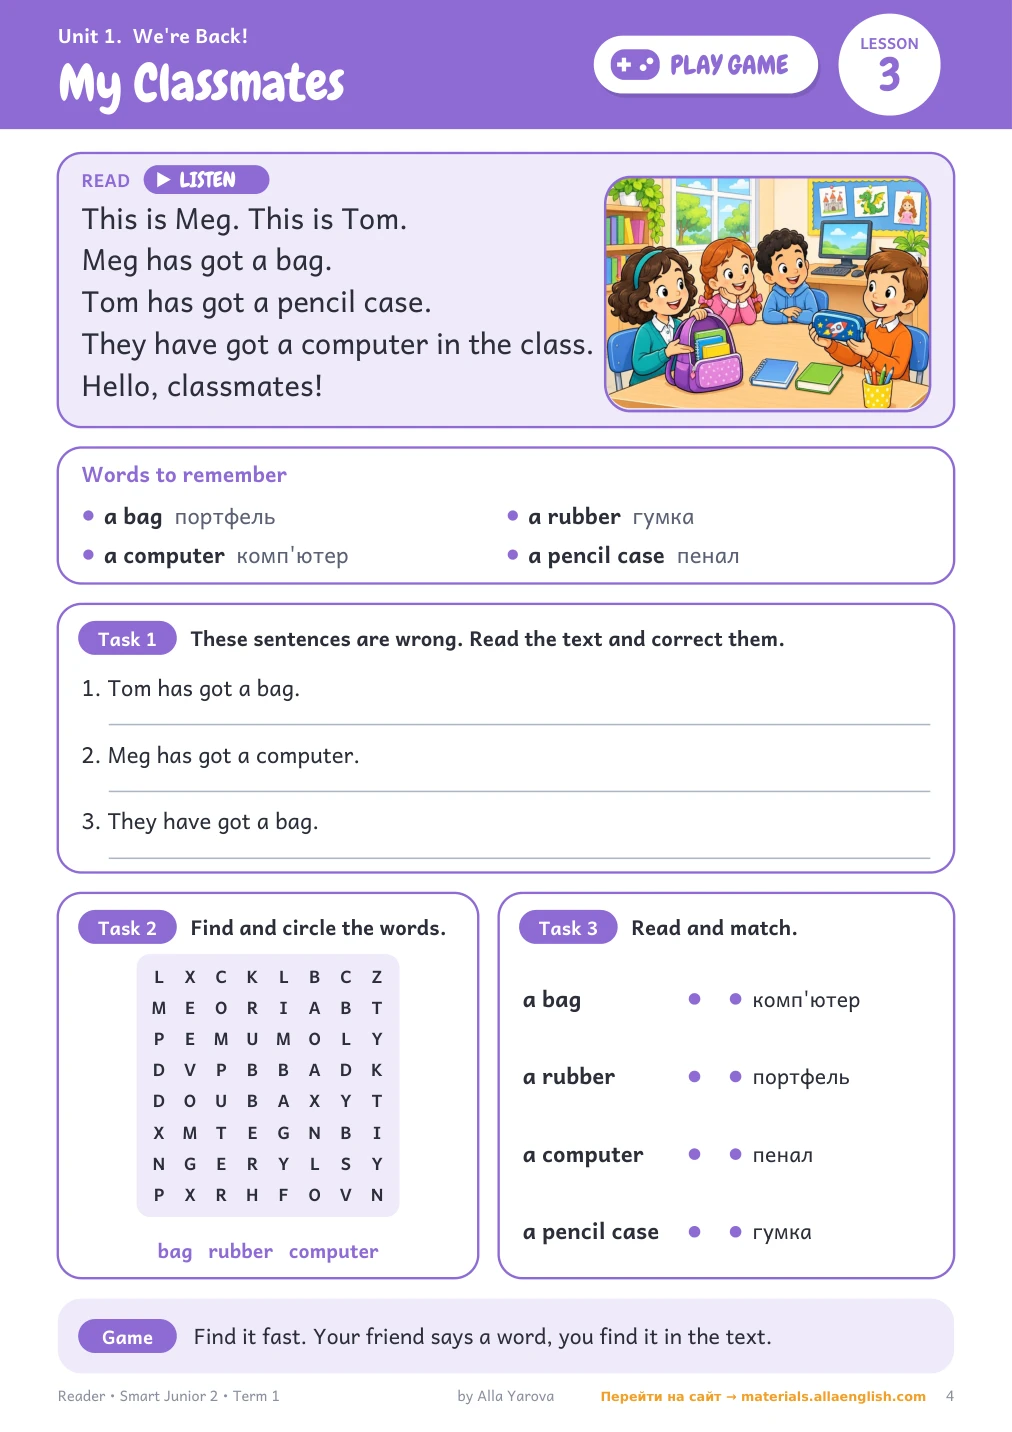 Unit 1. We're Back!
My Classmates
PLAY GAME
LESSON
3
READ
LISTEN
This is Meg. This is Tom.
Meg has got a bag.
Tom has got a pencil case.
They have got a computer in the class.
Hello, classmates!
Words to remember
• a bag портфель
• a rubber гумка
• a computer комп'ютер
• a pencil case пенал
Task 1 These sentences are wrong. Read the text and correct them.
1. Tom has got a bag.
2. Meg has got a computer.
3. They have got a bag.
Task 2 Find and circle the words.
L X C K L B C Z
M E O R I A B T
P E M U M O L Y
D V P B B A D K
D O U B A X Y T
X M T E G N B I
N G E R Y L S Y
P X R H F O V N
bag rubber computer
Task 3 Read and match.
a bag • • комп'ютер
a rubber • • портфель
a computer • • пенал
a pencil case • • гумка
Game Find it fast. Your friend says a word, you find it in the text.
Reader • Smart Junior 2 • Term 1
by Alla Yarova
Перейти на сайт → materials.allaenglish.com
4